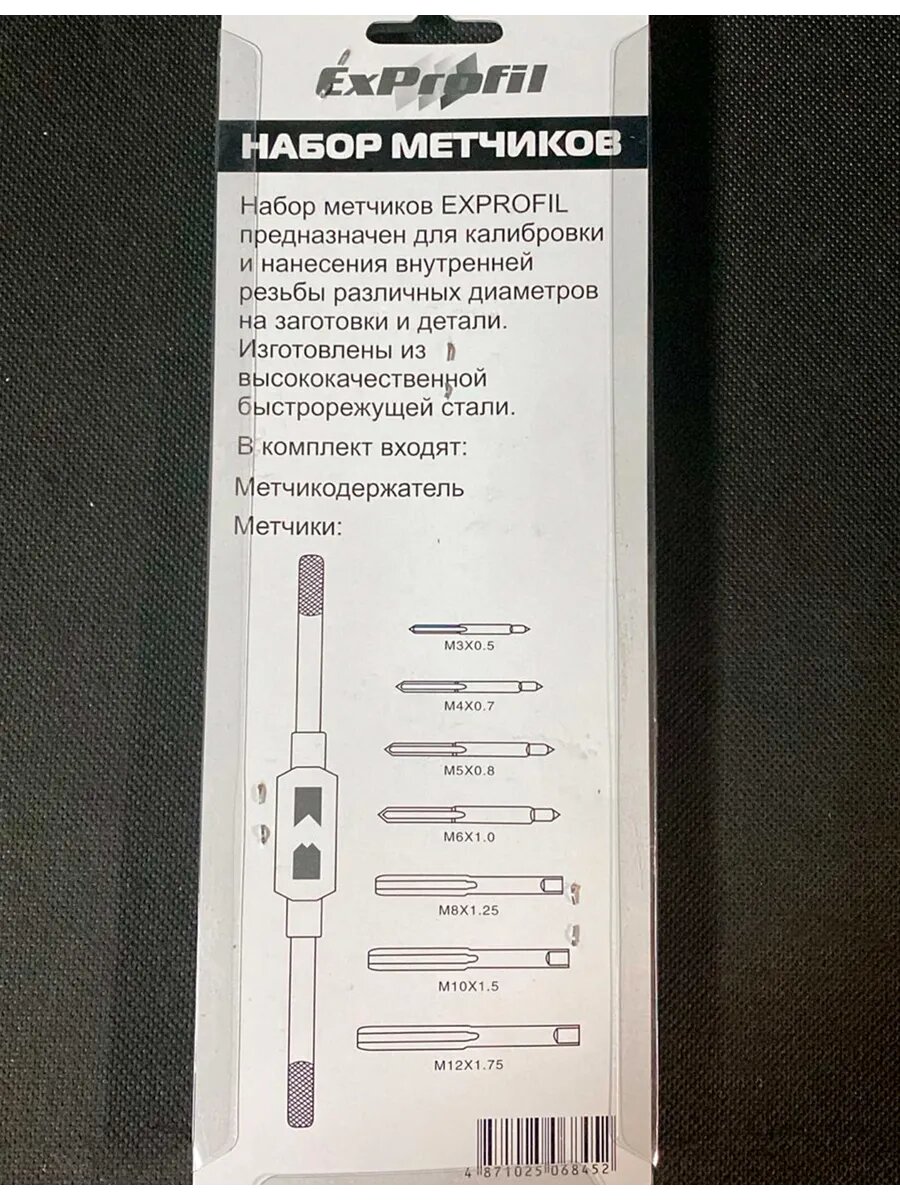 ExProfil
НАБОР МЕТЧИКОВ
Набор метчиков EXPROFIL
предназначен для калибровки
и нанесения внутренней
резьбы различных диаметров
на заготовки и детали.
Изготовлены из
высококачественной
быстрорежущей стали.
В комплект входят:
Метчикодержатель
Метчики:
M3X0.5
M4X0.7
M5X0.8
M6X1.0
M8X1.25
M10X1.5
M12X1.75
4 871025 068452